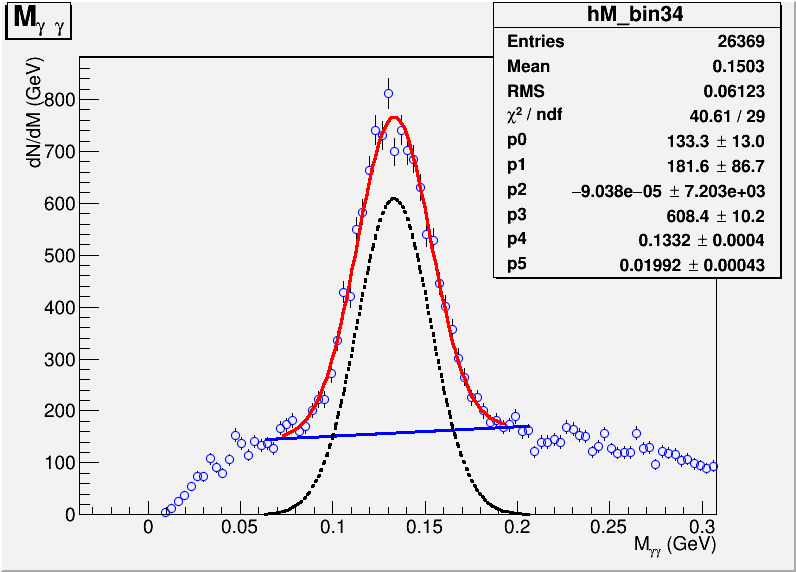 M γ γ
hM_bin34
Entries 26369
Mean 0.1503
RMS 0.06123
χ² / ndf 40.61 / 29
p0 133.3 ± 13.0
p1 181.6 ± 86.7
p2 −9.038e−05 ± 7.203e+03
p3 608.4 ± 10.2
p4 0.1332 ± 0.0004
p5 0.01992 ± 0.00043
dN/dM (GeV)
800
700
600
500
400
300
200
100
0
0 0.05 0.1 0.15 0.2 0.25 0.3
Mγγ (GeV)